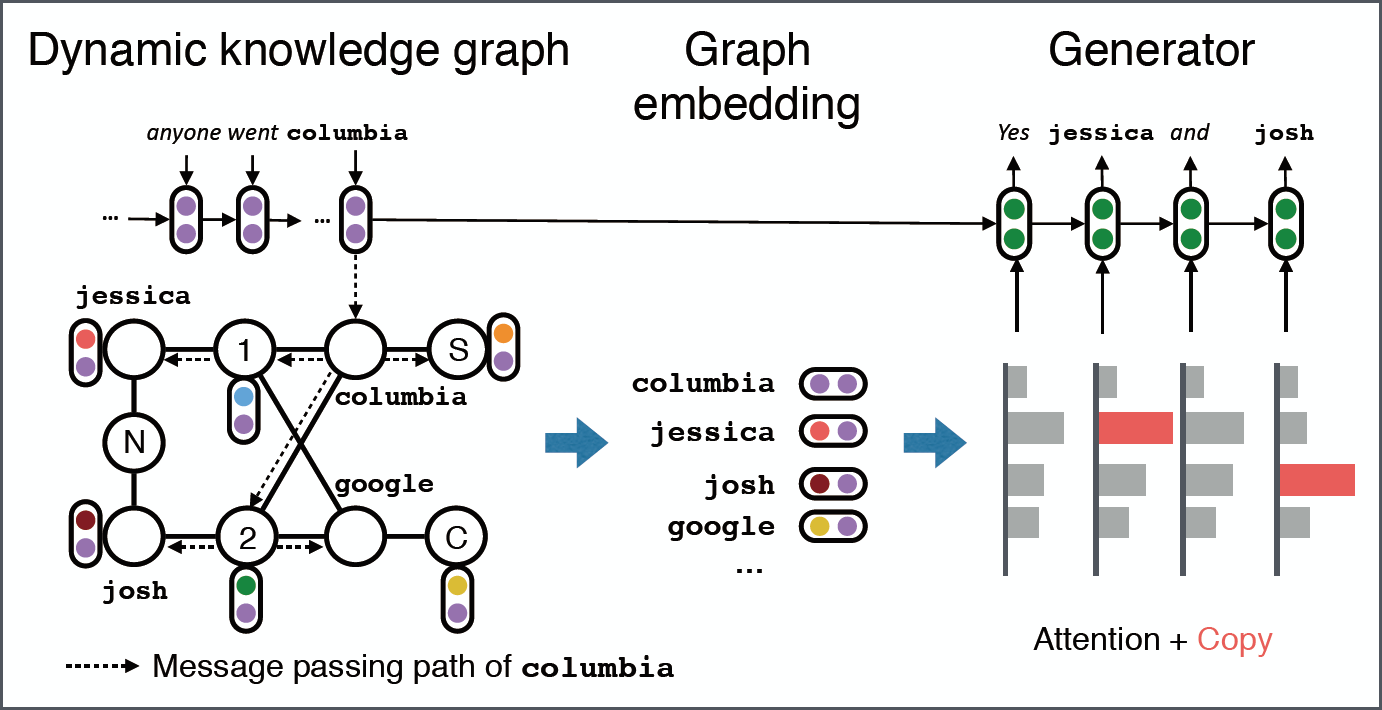 Dynamic knowledge graph
Graph
embedding
Generator
anyone went columbia
Yes jessica and josh
... ...
jessica
1
S
columbia
N
google
2
C
josh
columbia
jessica
josh
google
...
Attention + Copy
Message passing path of columbia